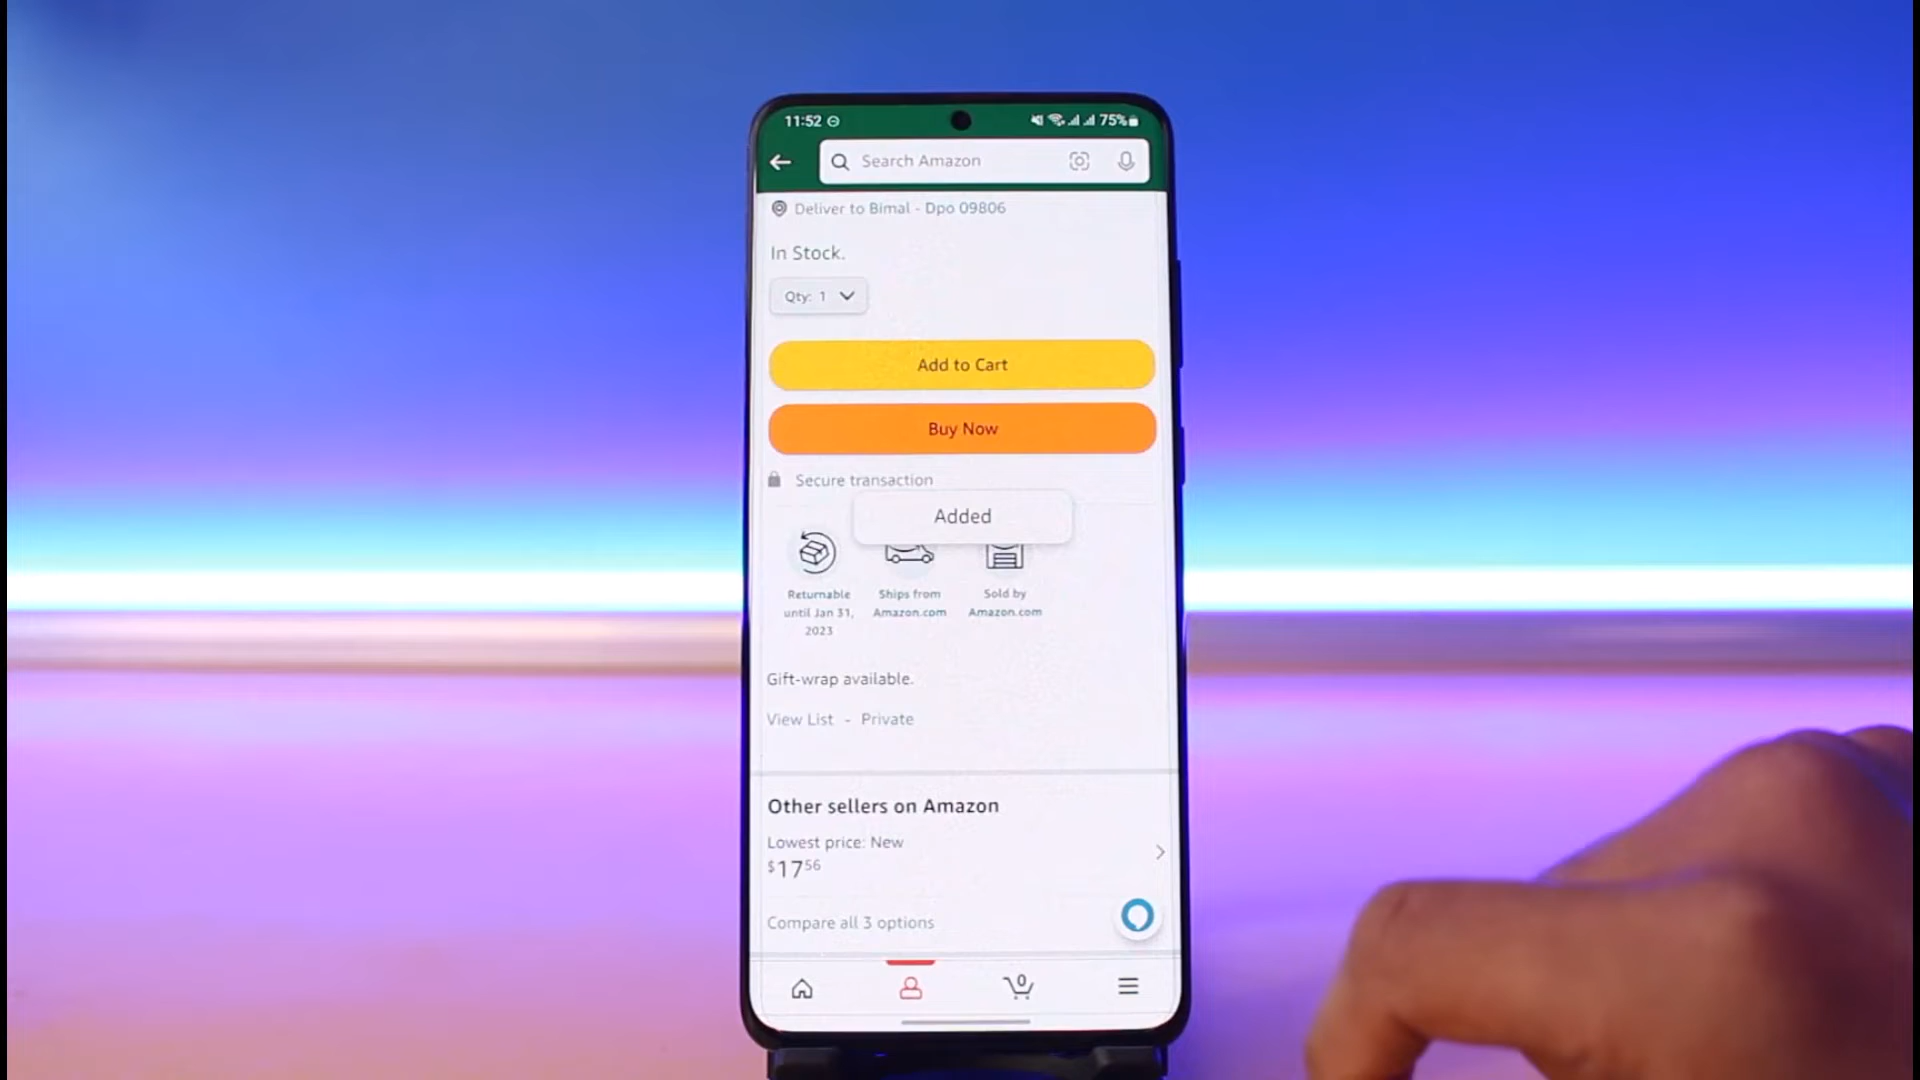 11:52
75%
Search Amazon
Deliver to Bimal - Dpo 09806
In Stock.
Qty: 1
Add to Cart
Buy Now
Secure transaction
Added
Returnable until Jan 31, 2023
Ships from Amazon.com
Sold by Amazon.com
Gift-wrap available.
View List - Private
Other sellers on Amazon
Lowest price: New
$17 56
Compare all 3 options
0